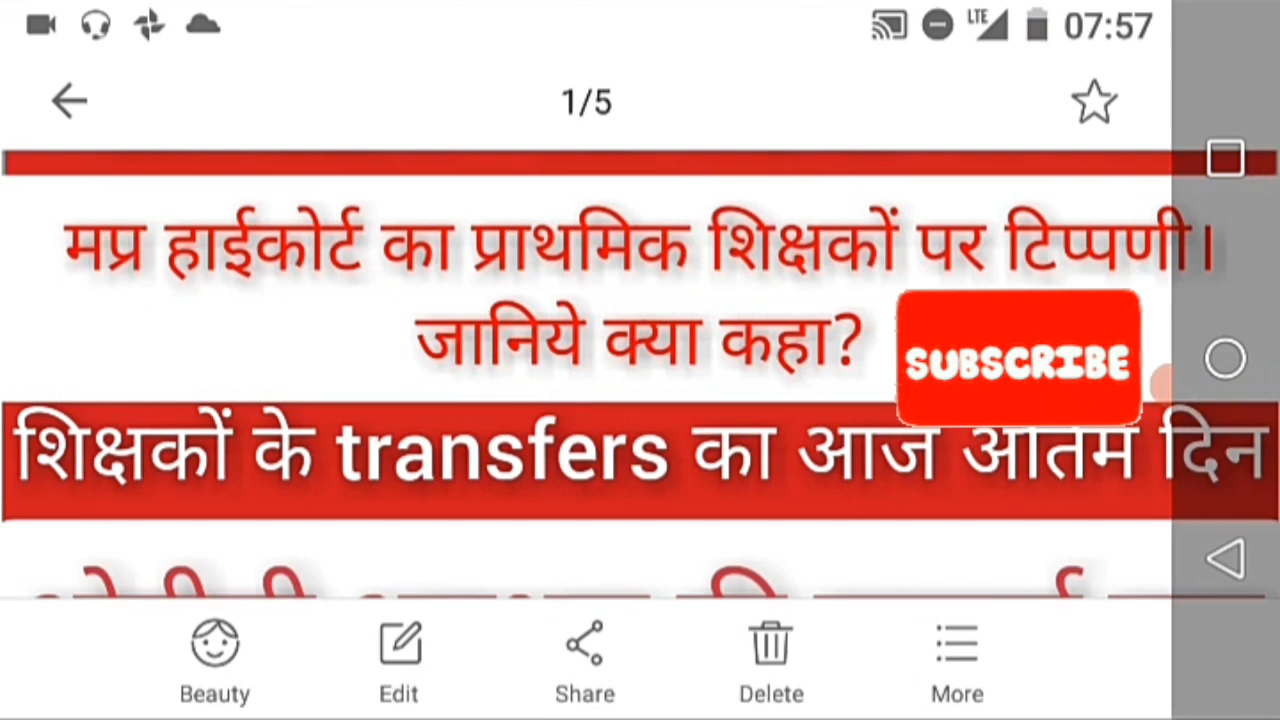 LTE 07:57
1/5
मप्र हाईकोर्ट का प्राथमिक शिक्षकों पर टिप्पणी।
जानिये क्या कहा?
SUBSCRIBE
शिक्षकों के transfers का आज अंतिम दिन
Beauty Edit Share Delete More